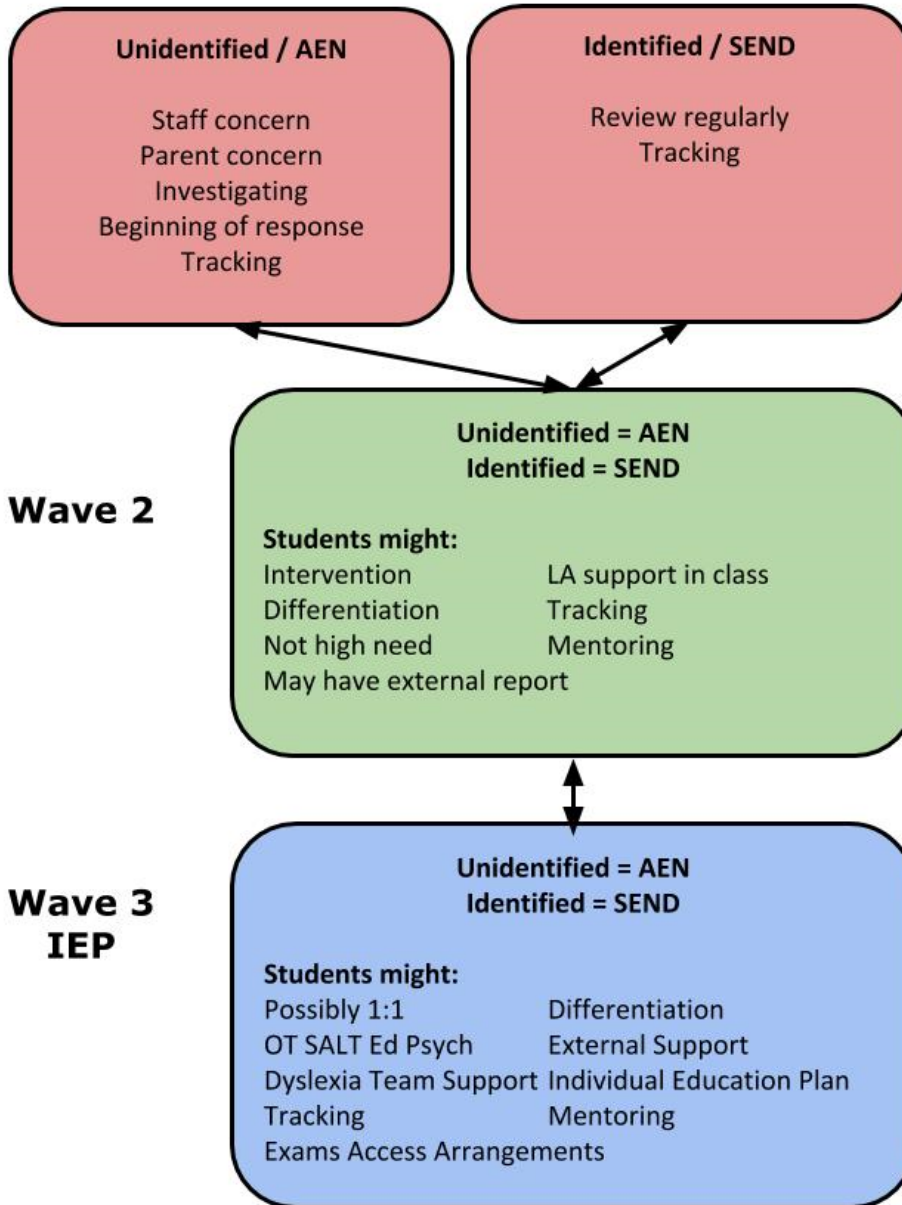 Unidentified / AEN
Staff concern
Parent concern
Investigating
Beginning of response
Tracking
Identified / SEND
Review regularly
Tracking
Wave 2
Unidentified = AEN
Identified = SEND
Students might:
Intervention LA support in class
Differentiation Tracking
Not high need Mentoring
May have external report
Wave 3
IEP
Unidentified = AEN
Identified = SEND
Students might:
Possibly 1:1 Differentiation
OT SALT Ed Psych External Support
Dyslexia Team Support Individual Education Plan
Tracking Mentoring
Exams Access Arrangements